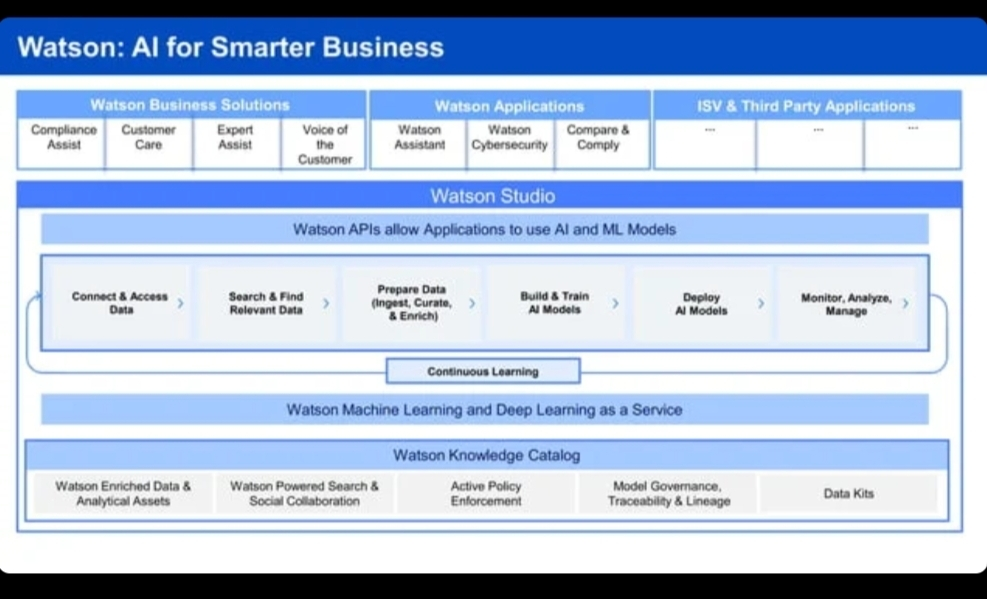 Watson: AI for Smarter Business
Watson Business Solutions
Compliance
Assist
Customer
Care
Expert
Assist
Voice of
the
Customer
Watson Applications
Watson
Assistant
Watson
Cybersecurity
Compare &
Comply
ISV & Third Party Applications
...
...
...
Watson Studio
Watson APIs allow Applications to use AI and ML Models
Connect & Access
Data
Search & Find
Relevant Data
Prepare Data
(Ingest, Curate,
& Enrich)
Build & Train
AI Models
Deploy
AI Models
Monitor, Analyze,
Manage
Continuous Learning
Watson Machine Learning and Deep Learning as a Service
Watson Knowledge Catalog
Watson Enriched Data &
Analytical Assets
Watson Powered Search &
Social Collaboration
Active Policy
Enforcement
Model Governance,
Traceability & Lineage
Data Kits